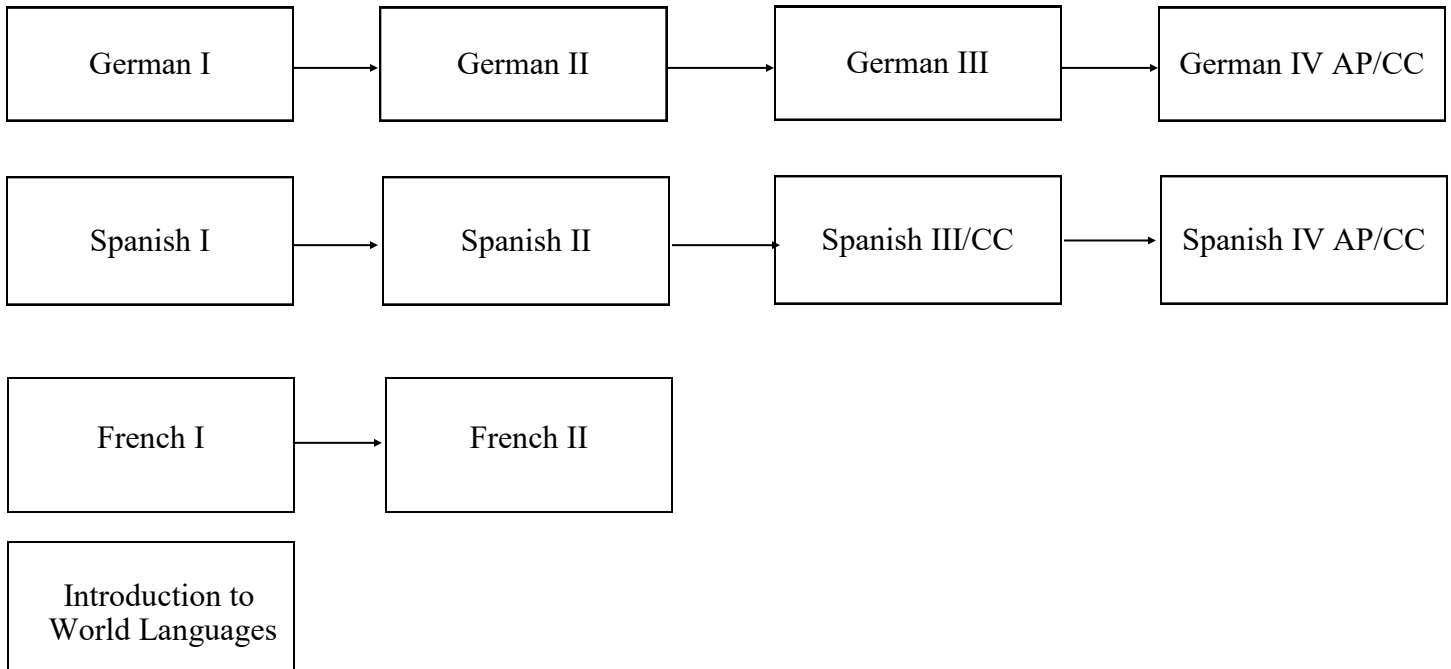 German I
German II
German III
German IV AP/CC
Spanish I
Spanish II
Spanish III/CC
Spanish IV AP/CC
French I
French II
Introduction to
World Languages